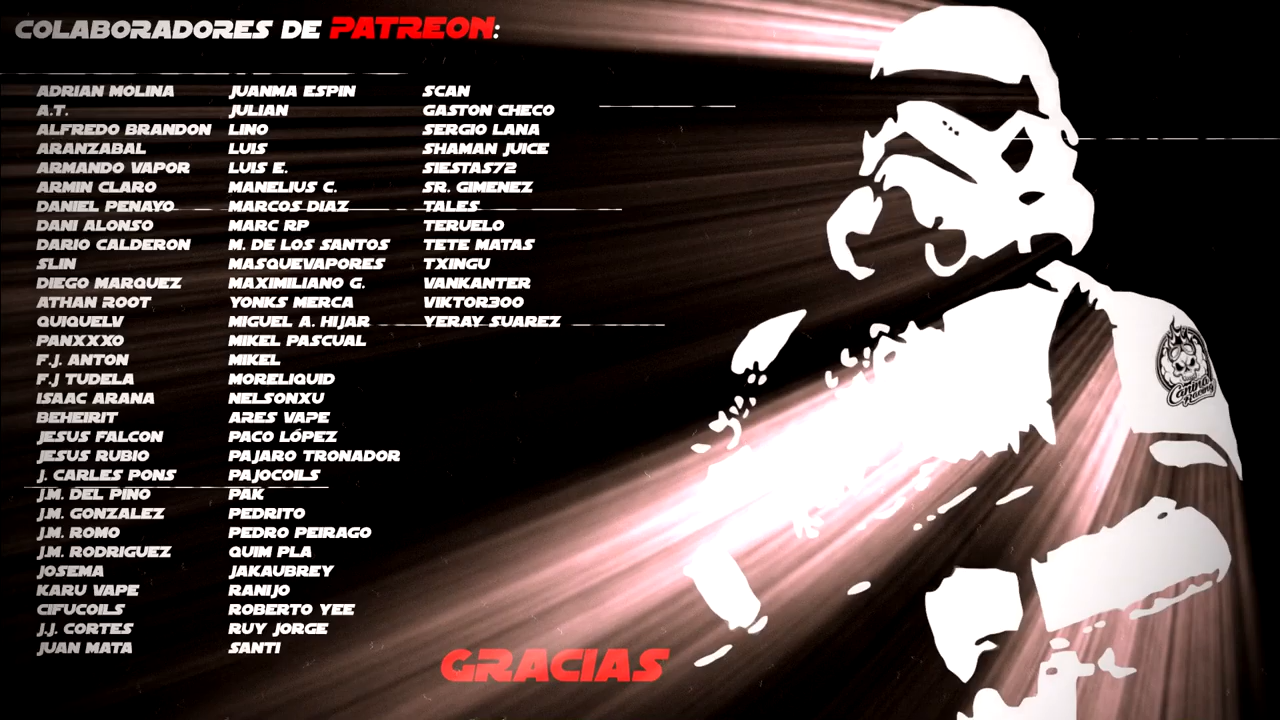 COLABORADORES DE PATREON:
ADRIAN MOLINA
A.T.
ALFREDO BRANDON
ARANZABAL
ARMANDO VAPOR
ARMIN CLARO
DANIEL PENAYO
DANI ALONSO
DARIO CALDERON
SLIN
DIEGO MARQUEZ
ATHAN ROOT
QUIQUELV
PANXXXO
F.J. ANTON
F.J TUDELA
ISAAC ARANA
BEHEIRIT
JESUS FALCON
JESUS RUBIO
J. CARLES PONS
J.M. DEL PINO
J.M. GONZALEZ
J.M. ROMO
J.M. RODRIGUEZ
JOSEMA
KARU VAPE
CIFUCOILS
J.J. CORTES
JUAN MATA
JUANMA ESPIN
JULIAN
LINO
LUIS
LUIS E.
MANELIUS C.
MARCOS DIAZ
MARC RP
M. DE LOS SANTOS
MASQUEVAPORES
MAXIMILIANO G.
YONKS MERCA
MIGUEL A. HIJAR
MIKEL PASCUAL
MIKEL
MORELIQUID
NELSONXU
ARES VAPE
PACO LÓPEZ
PAJARO TRONADOR
PAJOCOILS
PAK
PEDRITO
PEDRO PEIRAGO
QUIM PLA
JAKAUBREY
RANIJO
ROBERTO YEE
RUY JORGE
SANTI
SCAN
GASTON CHECO
SERGIO LANA
SHAMAN JUICE
SIESTAS72
SR. GIMENEZ
TALES
TERUELO
TETE MATAS
TXINGU
VANKANTER
VIKTOR300
YERAY SUAREZ
Canina
Racing
GRACIAS